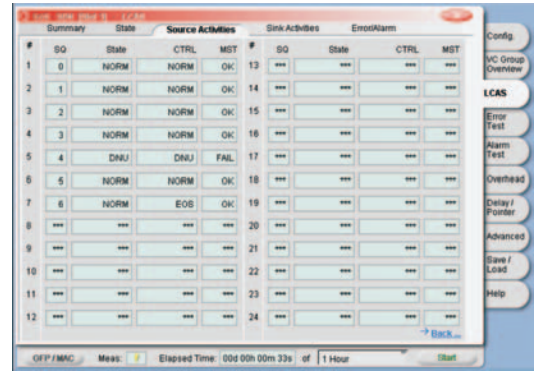 LCAS
Summary State Source Activities Sink Activities Error/Alarm
# SQ State CTRL MST # SQ State CTRL MST
1 0 NORM NORM OK 13 *** *** *** ***
2 1 NORM NORM OK 14 *** *** *** ***
3 2 NORM NORM OK 15 *** *** *** ***
4 3 NORM NORM OK 16 *** *** *** ***
5 4 DNU DNU FAIL 17 *** *** *** ***
6 5 NORM NORM OK 18 *** *** *** ***
7 6 NORM EOS OK 19 *** *** *** ***
8 *** *** *** *** 20 *** *** *** ***
9 *** *** *** *** 21 *** *** *** ***
10 *** *** *** *** 22 *** *** *** ***
11 *** *** *** *** 23 *** *** *** ***
12 *** *** *** *** 24 *** *** *** ***
Back...
GFP / MAC Meas: Elapsed Time: 00d 00h 00m 33s of 1 Hour Start
Config.
VC Group
Overview
LCAS
Error
Test
Alarm
Test
Overhead
Delay /
Pointer
Advanced
Save /
Load
Help